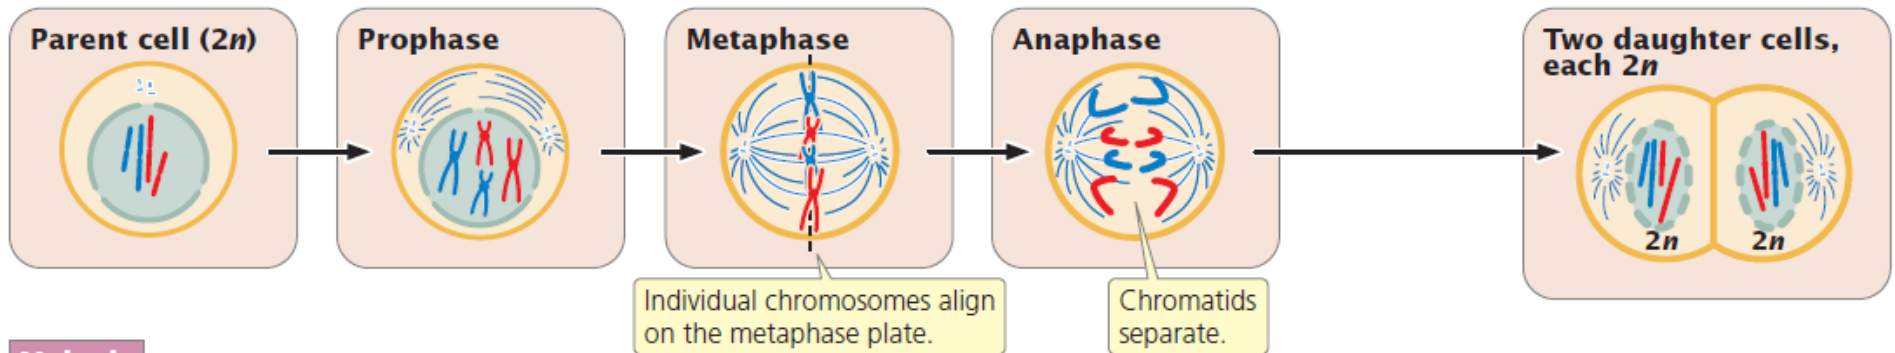 Parent cell (2n)
Prophase
Metaphase
Anaphase
Two daughter cells,
each 2n
2n
2n
Individual chromosomes align
on the metaphase plate.
Chromatids
separate.